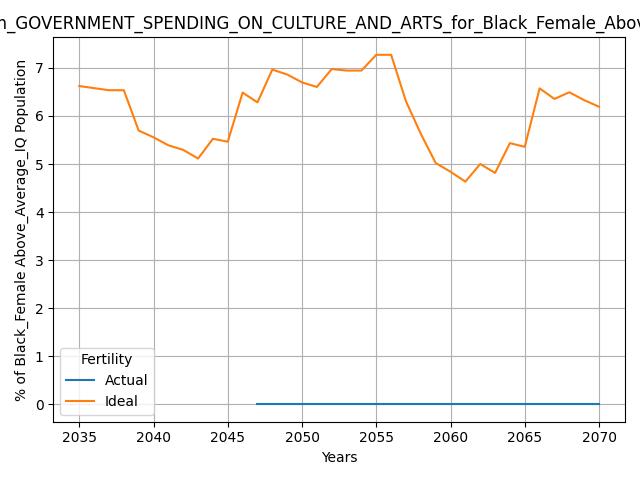 n_GOVERNMENT_SPENDING_ON_CULTURE_AND_ARTS_for_Black_Female_Abov
% of Black_Female Above_Average_IQ Population
7
6
5
4
3
2
1
0
Fertility
Actual
Ideal
2035 2040 2045 2050 2055 2060 2065 2070
Years